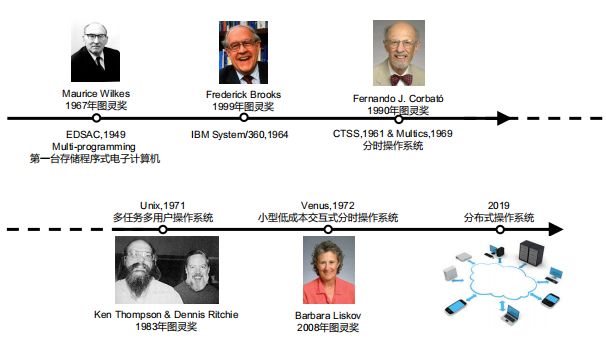 Maurice Wilkes
1967年图灵奖
Frederick Brooks
1999年图灵奖
Fernando J. Corbató
1990年图灵奖
EDSAC,1949
Multi-programming
第一台存储程序式电子计算机
IBM System/360,1964
CTSS,1961 & Multics,1969
分时操作系统
Unix,1971
多任务多用户操作系统
Venus,1972
小型低成本交互式分时操作系统
2019
分布式操作系统
Ken Thompson & Dennis Ritchie
1983年图灵奖
Barbara Liskov
2008年图灵奖